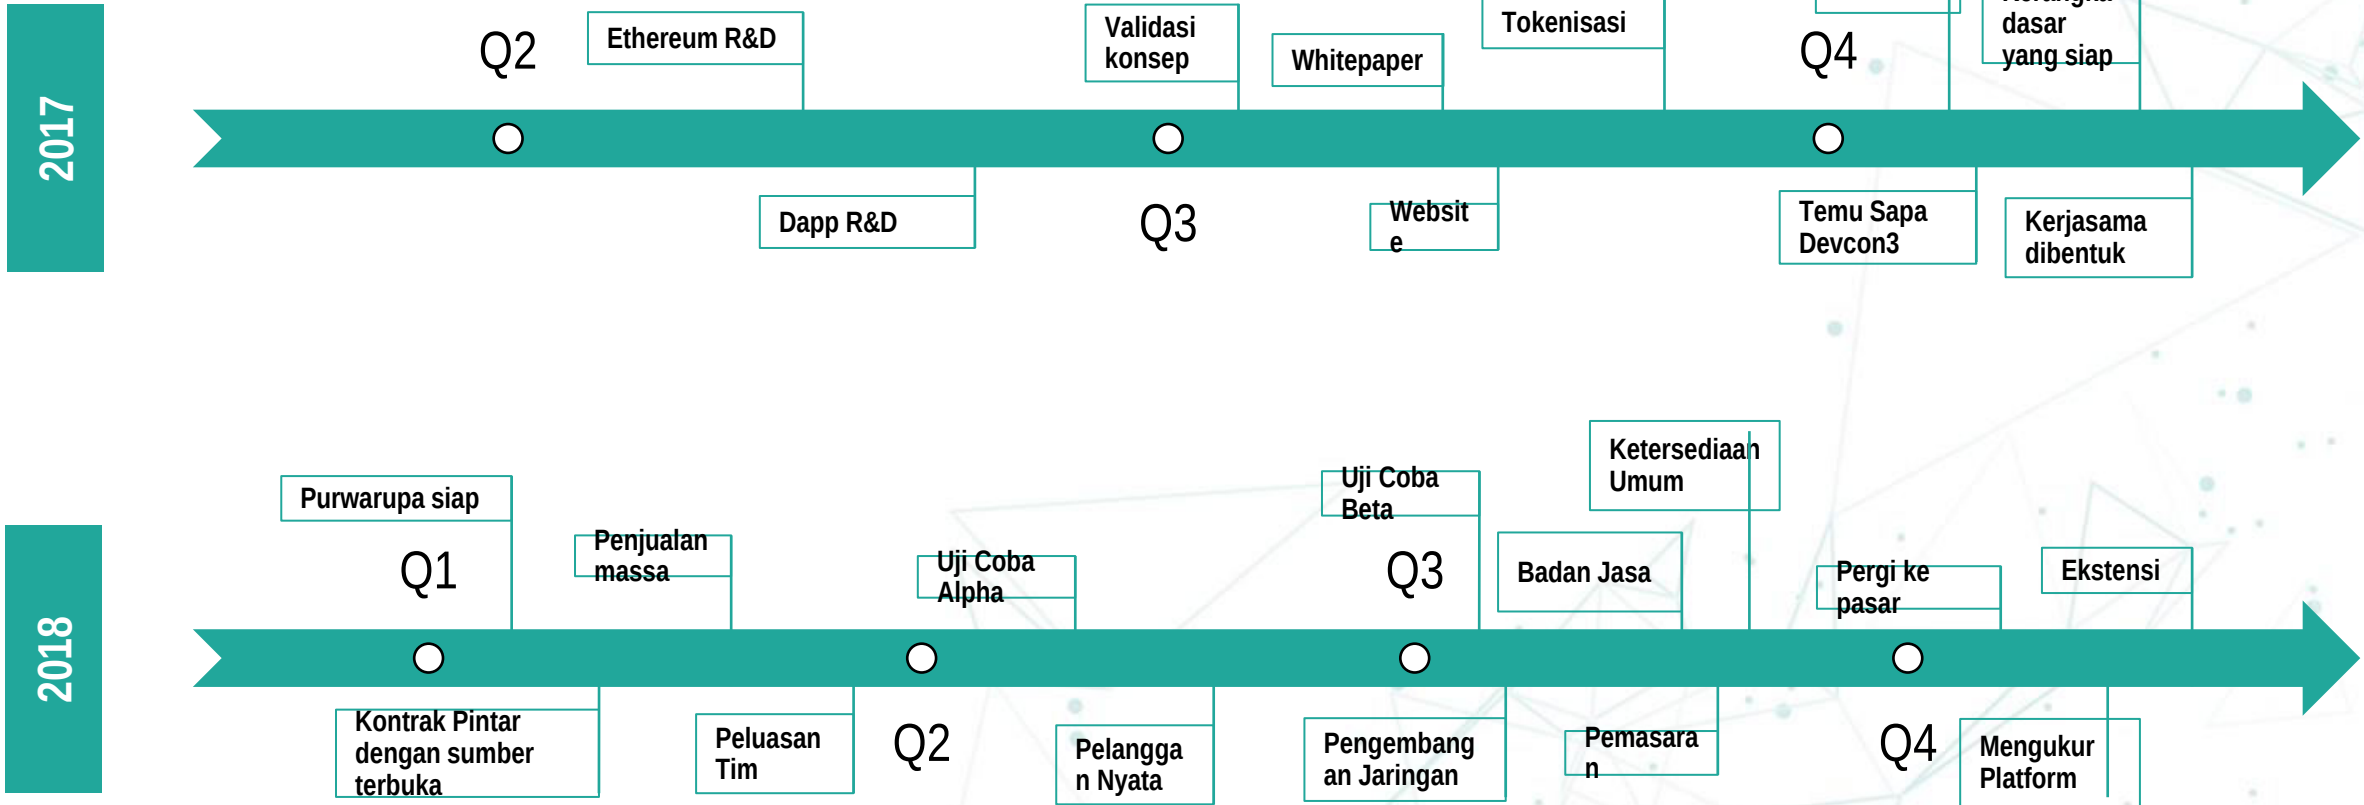 2017
Q2
Ethereum R&D
Dapp R&D
Validasi
konsep
Q3
Whitepaper
Websit
e
Tokenisasi
Q4
Temu Sapa
Devcon3
dasar
yang siap
Kerjasama
dibentuk
2018
Purwarupa siap
Q1
Kontrak Pintar
dengan sumber
terbuka
Penjualan
massa
Peluasan
Tim
Q2
Uji Coba
Alpha
Pelangga
n Nyata
Uji Coba
Beta
Q3
Pengembang
an Jaringan
Badan Jasa
Pemasara
n
Ketersediaan
Umum
Pergi ke
pasar
Q4
Mengukur
Platform
Ekstensi